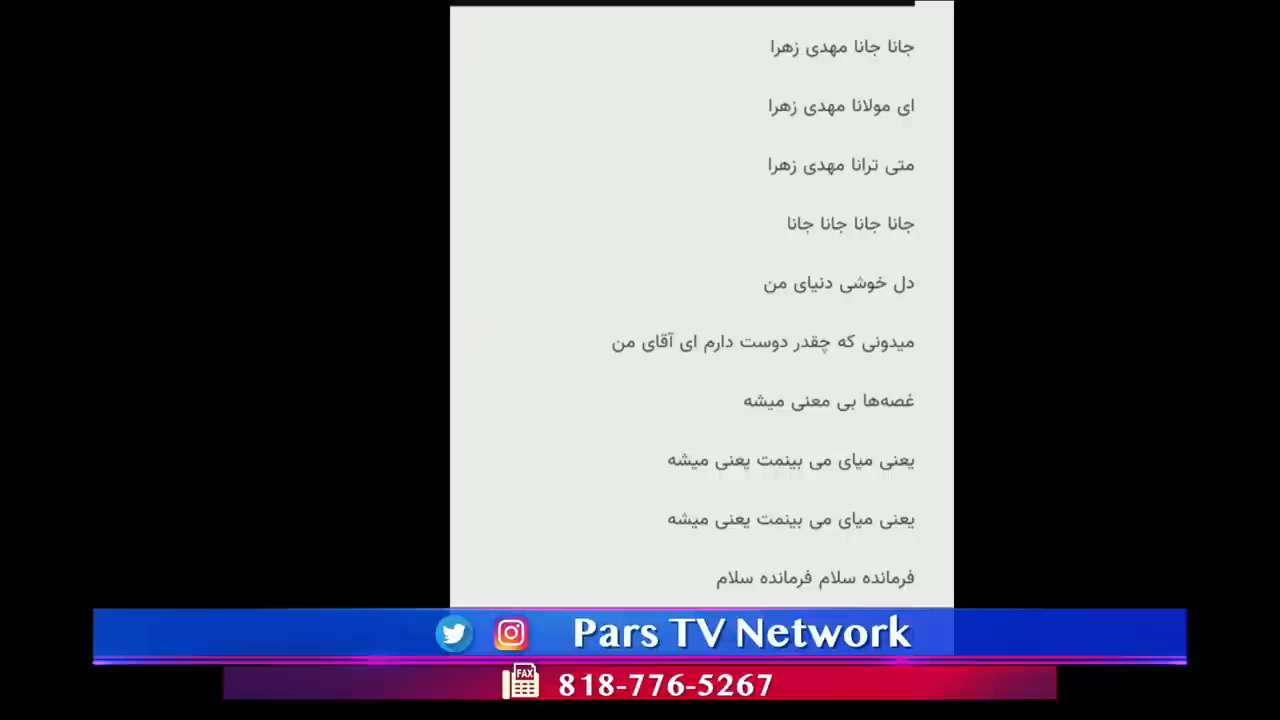 جانا جانا مهدی زهرا
ای مولانا مهدی زهرا
متی ترانا مهدی زهرا
جانا جانا جانا جانا
دل خوشی دنیای من
میدونی که چقدر دوست دارم ای آقای من
غصه‌ها بی معنی میشه
یعنی میای می بینمت یعنی میشه
یعنی میای می بینمت یعنی میشه
فرمانده سلام فرمانده سلام
Pars TV Network
FAX 818-776-5267